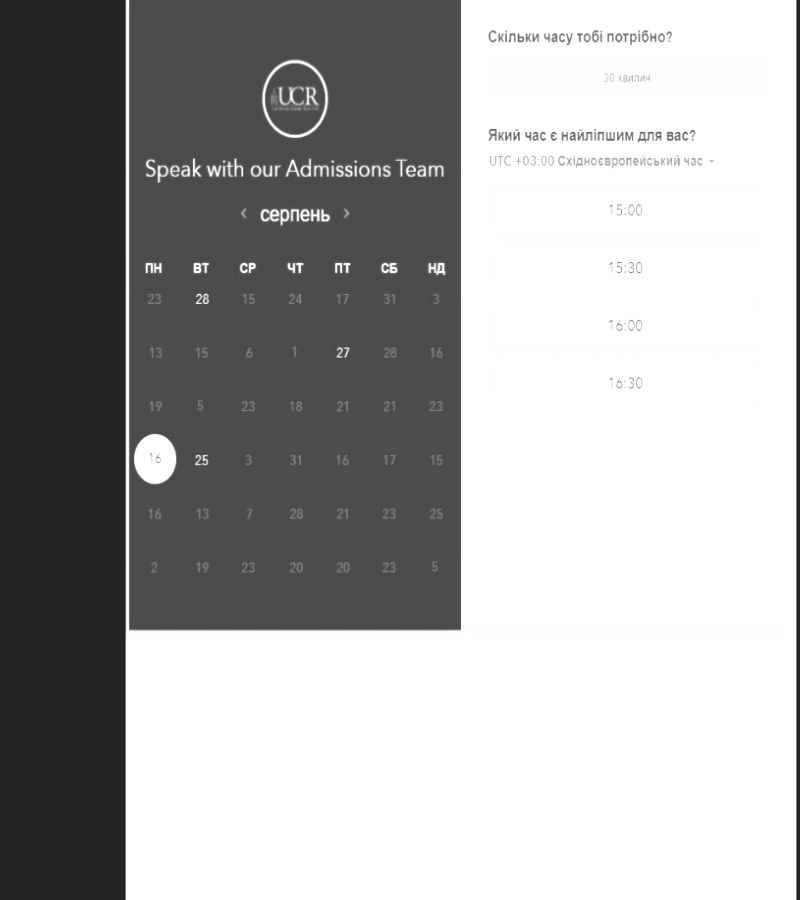 UCR
Speak with our Admissions Team
‹ серпень ›
ПН ВТ СР ЧТ ПТ СБ НД
23 28 15 24 17 31 3
13 15 6 1 27 28 16
19 5 23 18 21 21 23
16 25 3 31 16 17 15
16 13 7 28 21 23 25
2 19 23 20 20 23 5
Скільки часу тобі потрібно?
30 хвилин
Який час є найліпшим для вас?
UTC +03:00 Східноєвропейський час
15:00
15:30
16:00
16:30